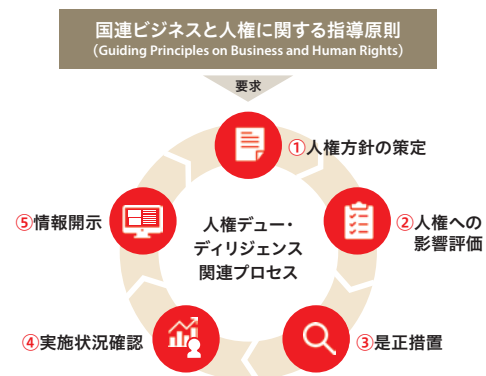 国連ビジネスと人権に関する指導原則
(Guiding Principles on Business and Human Rights)
要求
①人権方針の策定
②人権への
影響評価
③是正措置
④実施状況確認
⑤情報開示
人権デュー・
ディリジェンス
関連プロセス